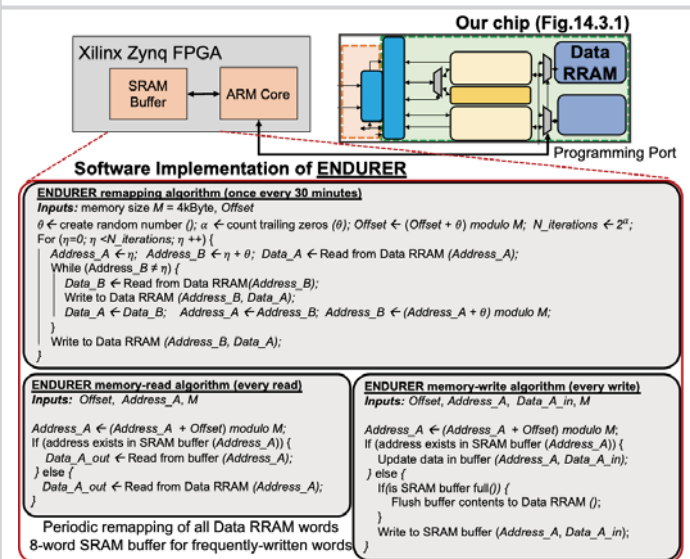 Our chip (Fig.14.3.1)
Xilinx Zynq FPGA
SRAM
Buffer
ARM Core
Data
RRAM
Programming Port
Software Implementation of ENDURER
ENDURER remapping algorithm (once every 30 minutes)
Inputs: memory size M = 4kByte, Offset
θ ← create random number (); α ← count trailing zeros (θ); Offset ← (Offset + θ) modulo M; N_iterations ← 2^α;
For (η=0; η <N_iterations; η ++) {
Address_A ← η; Address_B ← η + θ; Data_A ← Read from Data RRAM (Address_A);
While (Address_B ≠ η) {
Data_B ← Read from Data RRAM(Address_B);
Write to Data RRAM (Address_B, Data_A);
Data_A ← Data_B; Address_A ← Address_B; Address_B ← (Address_A + θ) modulo M;
}
Write to Data RRAM (Address_B, Data_A);
}
ENDURER memory-read algorithm (every read)
Inputs: Offset, Address_A, M
Address_A ← (Address_A + Offset) modulo M;
If (address exists in SRAM buffer (Address_A)) {
Data_A_out ← Read from buffer (Address_A);
} else {
Data_A_out ← Read from Data RRAM (Address_A);
}
Periodic remapping of all Data RRAM words
8-word SRAM buffer for frequently-written words
ENDURER memory-write algorithm (every write)
Inputs: Offset, Address_A, Data_A_in, M
Address_A ← (Address_A + Offset) modulo M;
If (address exists in SRAM buffer (Address_A)) {
Update data in buffer (Address_A, Data_A_in);
} else {
If(is SRAM buffer full()) {
Flush buffer contents to Data RRAM ();
}
Write to SRAM buffer (Address_A, Data_A_in);
}